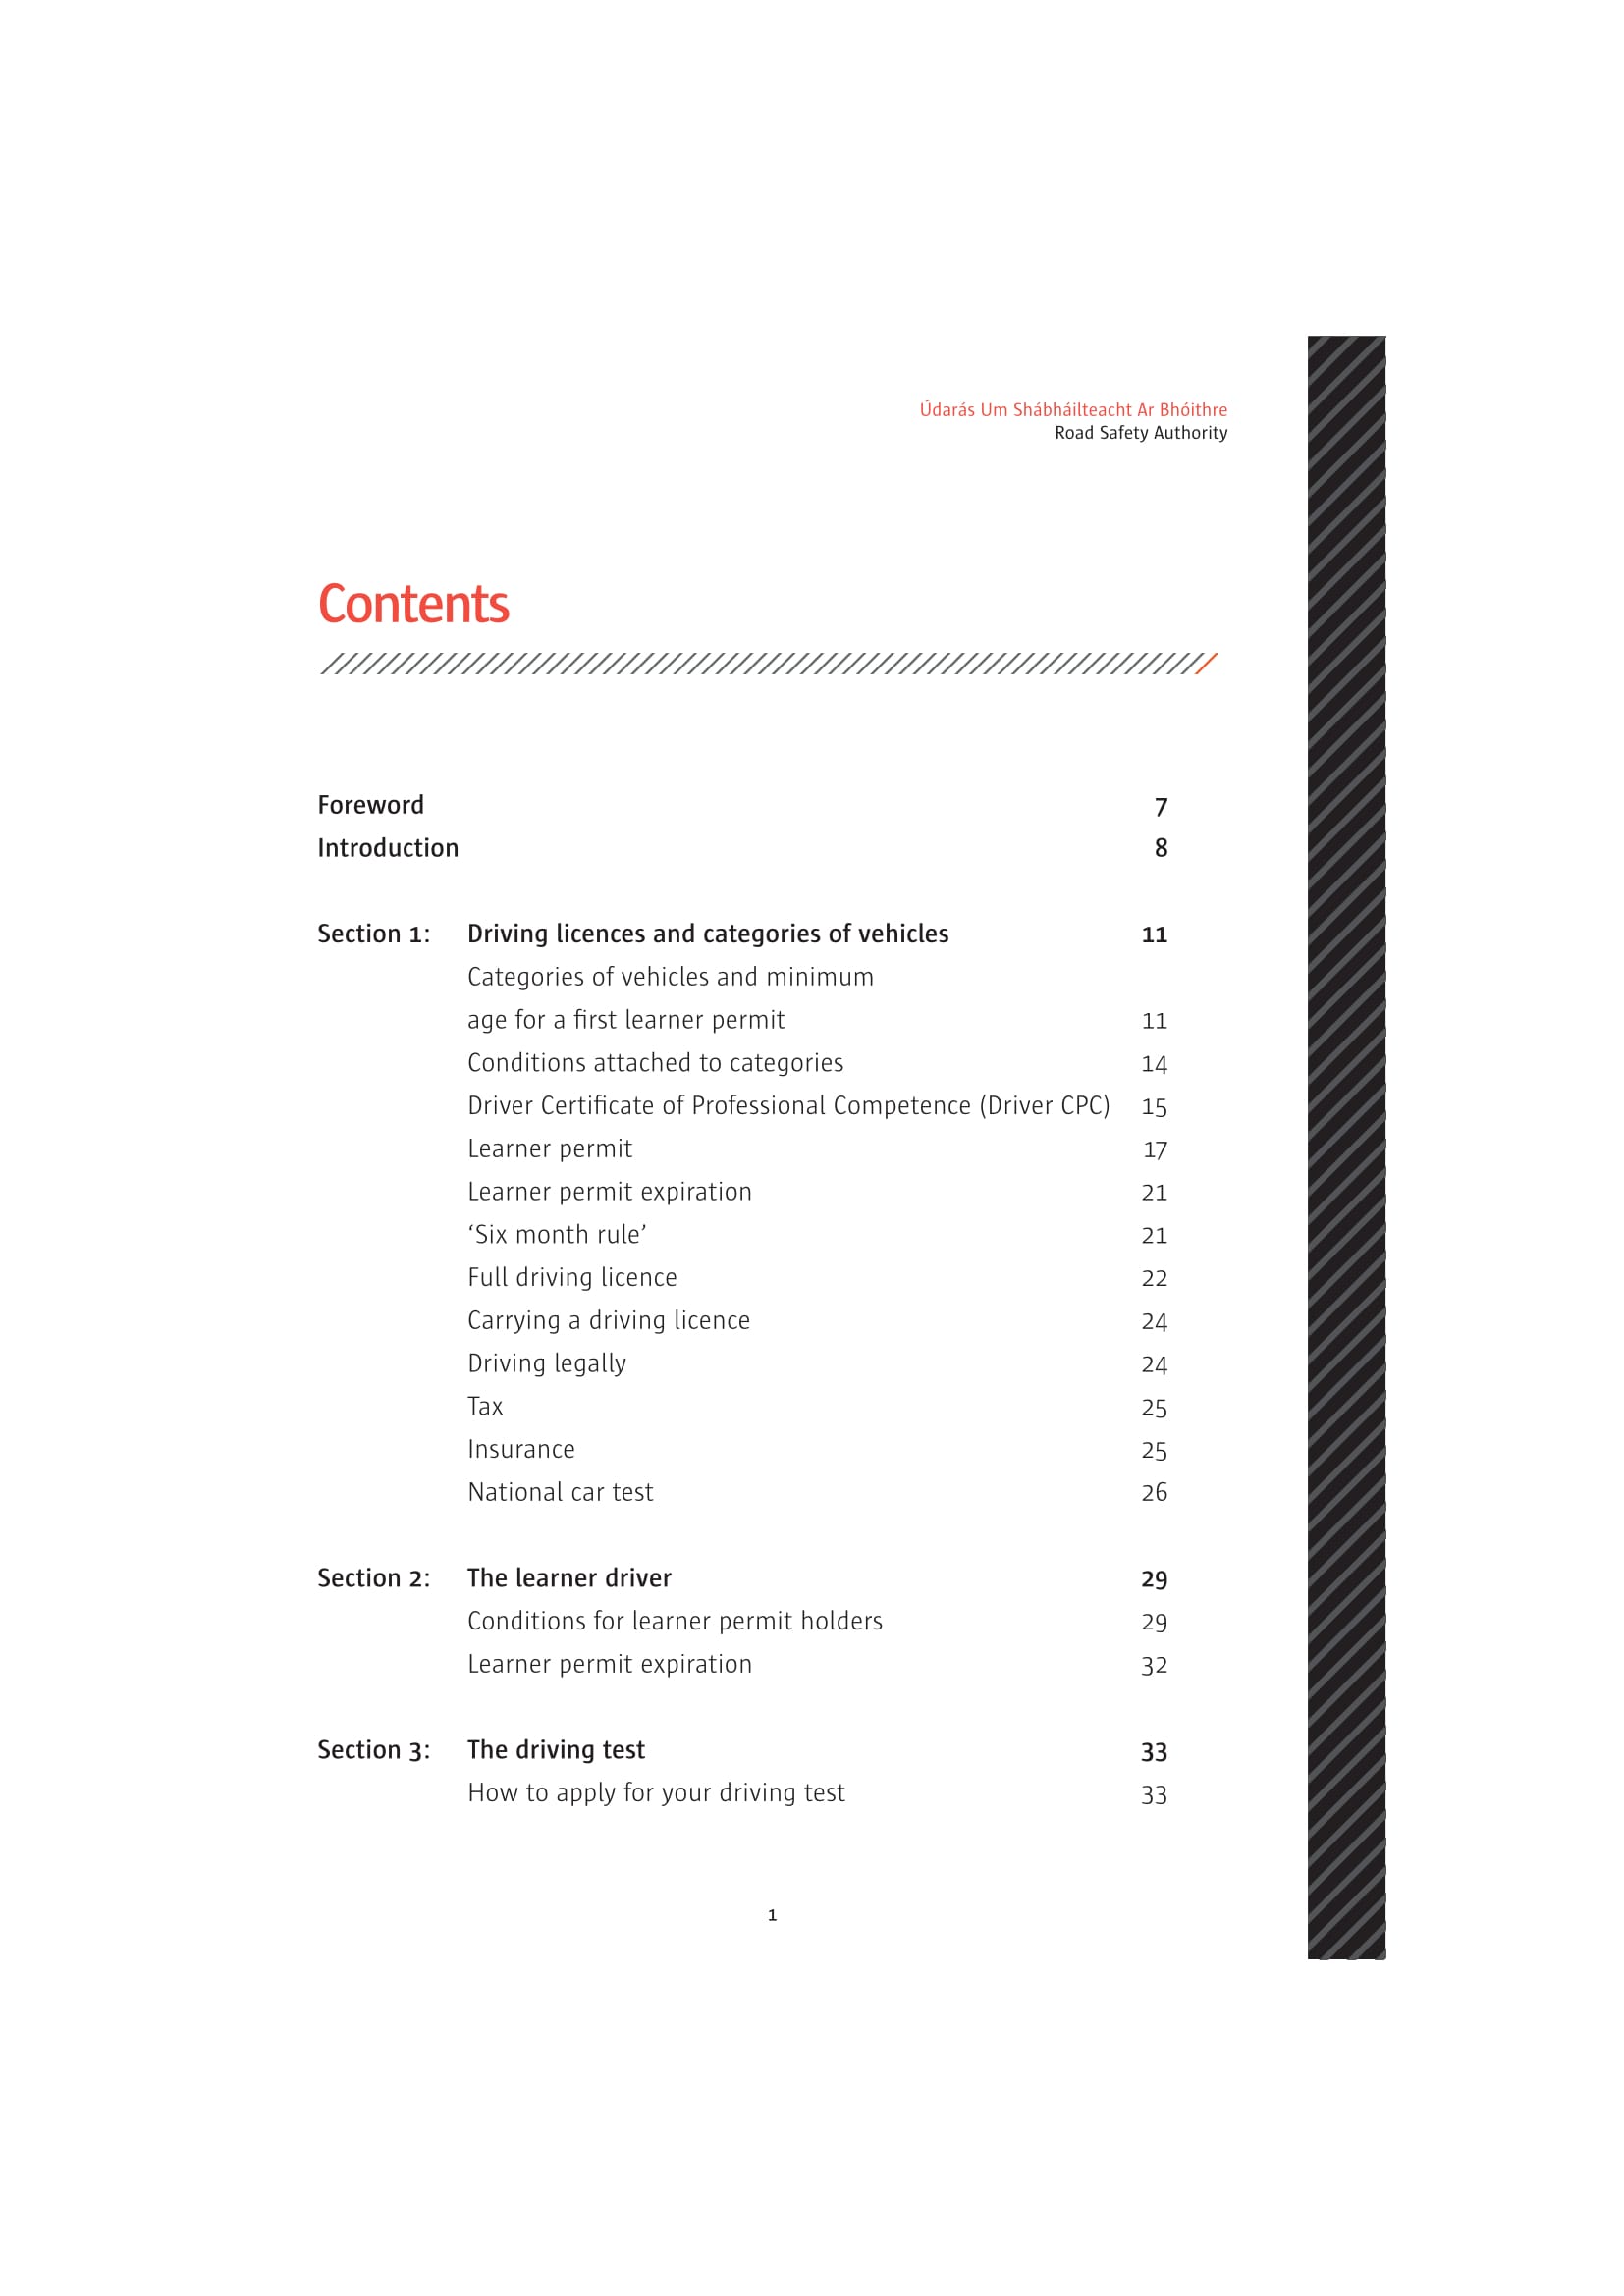 Údarás Um Shábháilteacht Ar Bhóithre
Road Safety Authority
Contents
Foreword 7
Introduction 8
Section 1: Driving licences and categories of vehicles 11
Categories of vehicles and minimum
age for a first learner permit 11
Conditions attached to categories 14
Driver Certificate of Professional Competence (Driver CPC) 15
Learner permit 17
Learner permit expiration 21
‘Six month rule’ 21
Full driving licence 22
Carrying a driving licence 24
Driving legally 24
Tax 25
Insurance 25
National car test 26
Section 2: The learner driver 29
Conditions for learner permit holders 29
Learner permit expiration 32
Section 3: The driving test 33
How to apply for your driving test 33
1